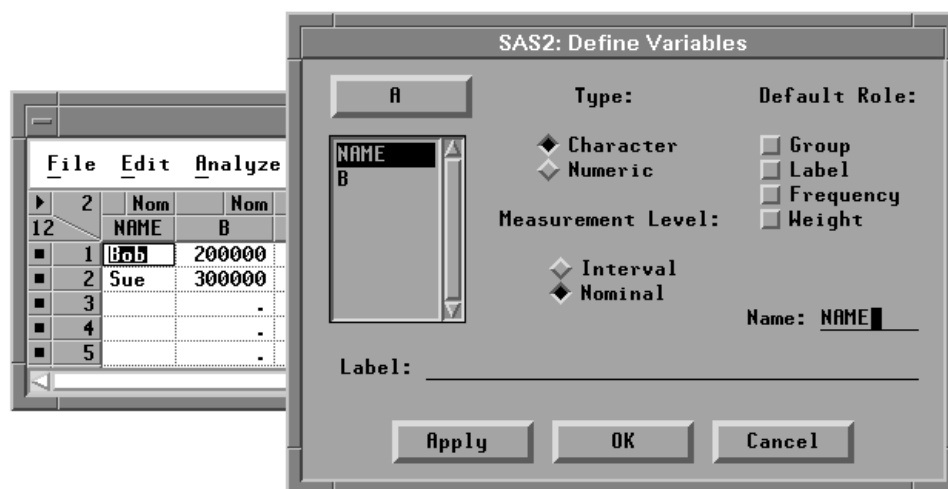 File Edit Analyze
2 Nom Nom
12 NAME B
1 Bob 200000
2 Sue 300000
3 .
4 .
5 .
SAS2: Define Variables
A
NAME
B
Type:
Character
Numeric
Measurement Level:
Interval
Nominal
Default Role:
Group
Label
Frequency
Weight
Name: NAME
Label:
Apply OK Cancel